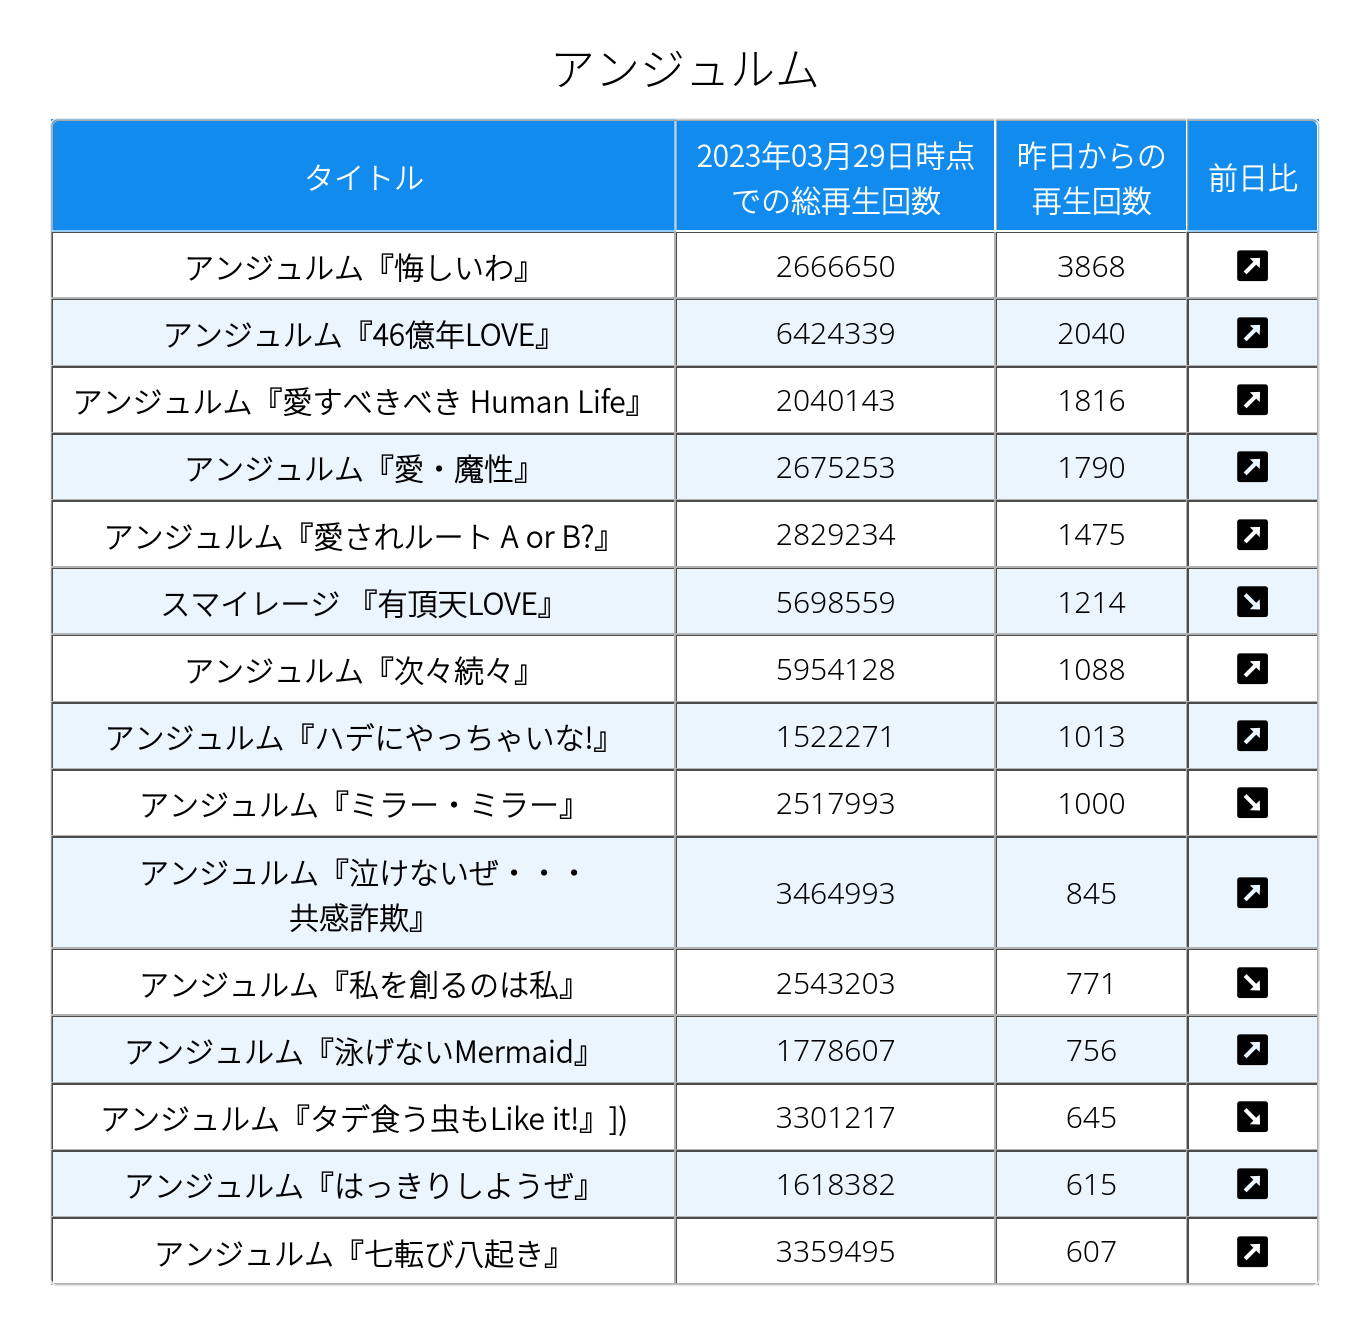 アンジュルム
タイトル
2023年03月29日時点
での総再生回数
昨日からの
再生回数
前日比
アンジュルム『悔しいわ』 2666650 3868
アンジュルム『46億年LOVE』 6424339 2040
アンジュルム『愛すべきべき Human Life』 2040143 1816
アンジュルム『愛・魔性』 2675253 1790
アンジュルム『愛されルート A or B?』 2829234 1475
スマイレージ 『有頂天LOVE』 5698559 1214
アンジュルム『次々続々』 5954128 1088
アンジュルム『ハデにやっちゃいな!』 1522271 1013
アンジュルム『ミラー・ミラー』 2517993 1000
アンジュルム『泣けないぜ・・・
共感詐欺』 3464993 845
アンジュルム『私を創るのは私』 2543203 771
アンジュルム『泳げないMermaid』 1778607 756
アンジュルム『タデ食う虫もLike it!』]) 3301217 645
アンジュルム『はっきりしようぜ』 1618382 615
アンジュルム『七転び八起き』 3359495 607